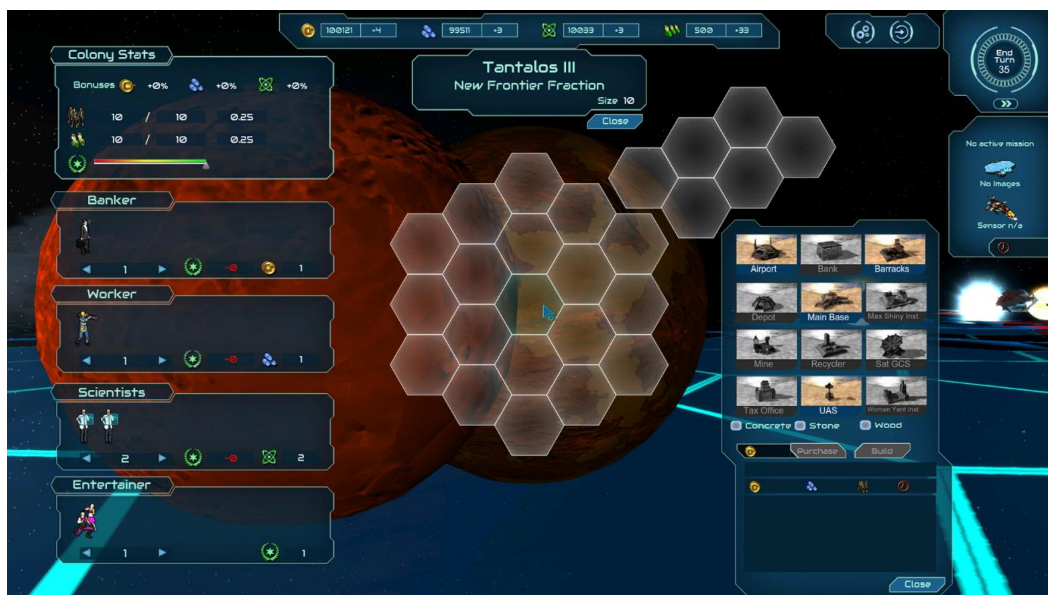 100121 +4 99511 +3 10033 +3 500 +33
End
Turn
35
Colony Stats
Bonuses +0% +0% +0%
10 / 10 0.25
10 / 10 0.25
Tantalos III
New Frontier Fraction
Size 10
Close
No active mission
No Images
Sensor n/a
Banker
1 -0 1
Worker
1 -0 1
Scientists
2 -0 2
Entertainer
1 1
Airport Bank Barracks
Depot Main Base Max Shiny Inst
Mine Recycler Sat GCS
Tax Office UAS Woman Yard Inst
Concrete Stone Wood
Purchase Build
Close